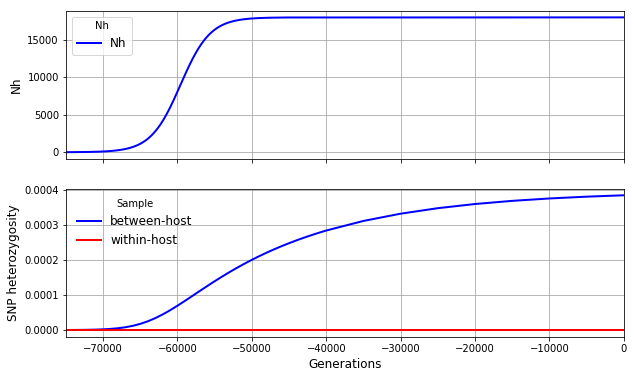 Nh
Nh
15000
10000
5000
0
Nh
Sample
between-host
within-host
0.0004
0.0003
0.0002
0.0001
0.0000
SNP heterozygosity
−70000 −60000 −50000 −40000 −30000 −20000 −10000 0
Generations